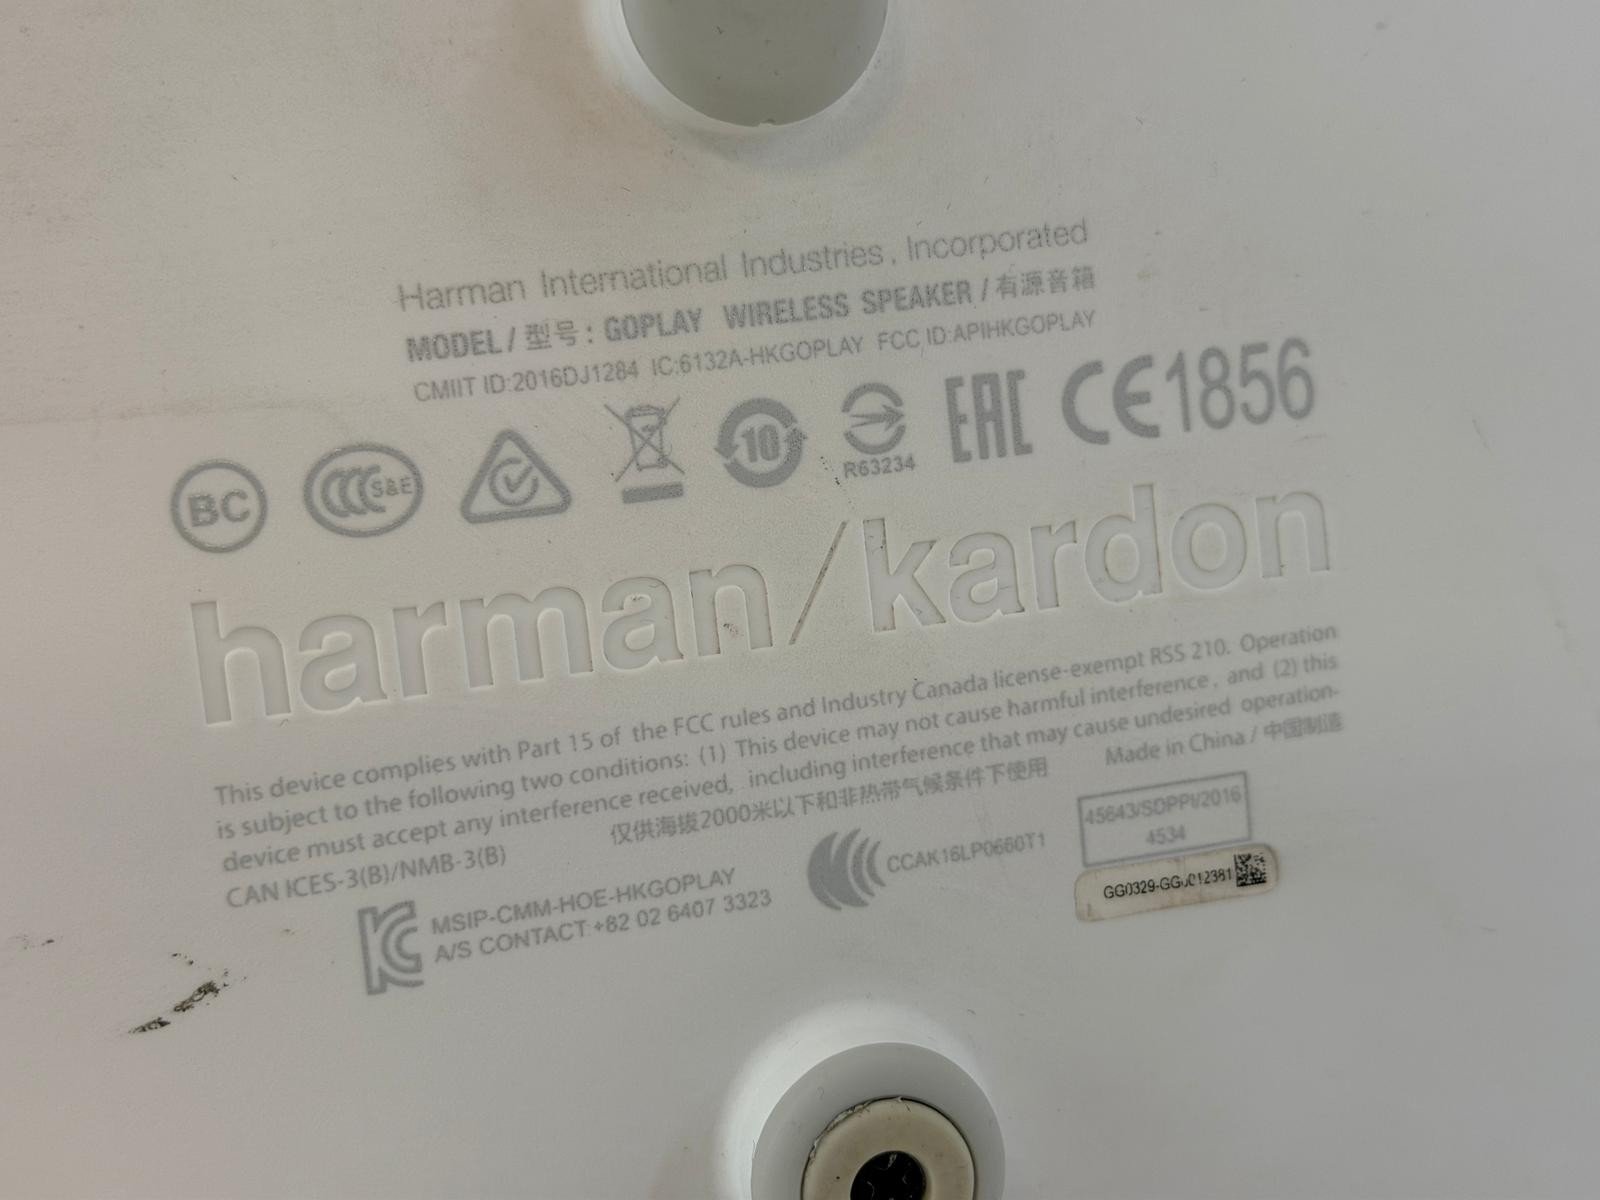 Harman International Industries, Incorporated
MODEL / 型号: GOPLAY WIRELESS SPEAKER / 有源音箱
CMIIT ID:2016DJ1284 IC:6132A-HKGOPLAY FCC ID:APIHKGOPLAY
BC CCC S&E 10 R63234 EAC CE1856
harman/kardon
This device complies with Part 15 of the FCC rules and Industry Canada license-exempt RSS 210. Operation
is subject to the following two conditions: (1) This device may not cause harmful interference, and (2) this
device must accept any interference received, including interference that may cause undesired operation-
CAN ICES-3(B)/NMB-3(B) 仅供海拔2000米以下和非热带气候条件下使用 Made in China / 中国制造
MSIP-CMM-HOE-HKGOPLAY
A/S CONTACT:+82 02 6407 3323
CCAK16LP0660T1
45643/SDPPI/2016
4534